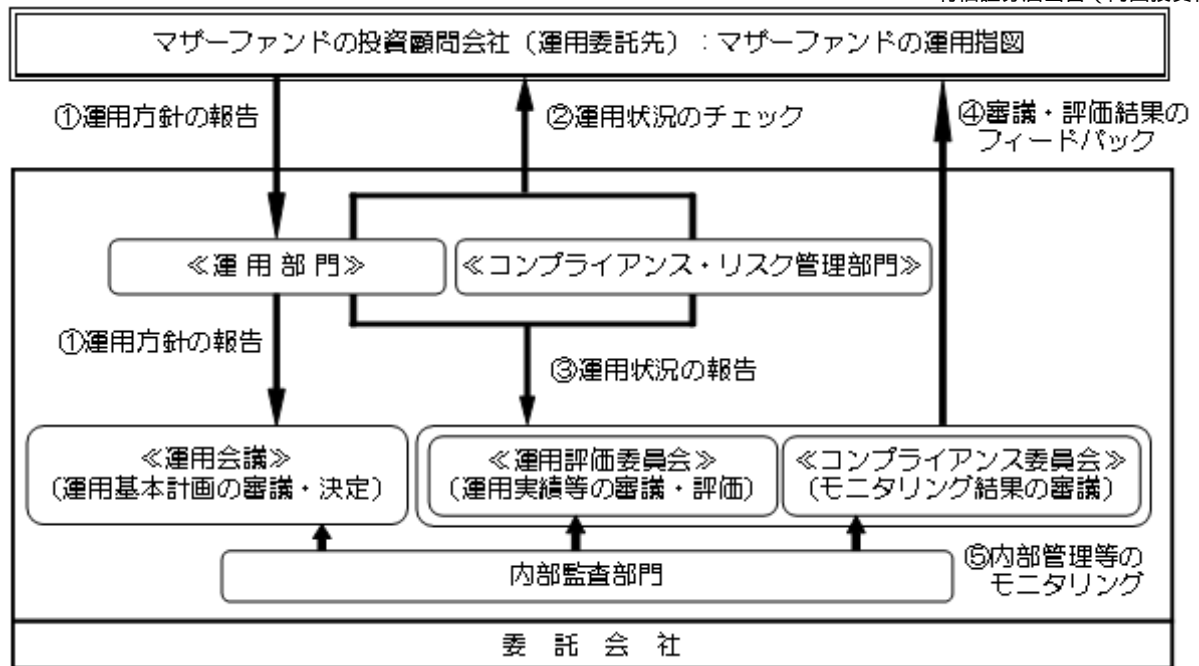 マザーファンドの投資顧問会社（運用委託先）：マザーファンドの運用指図
①運用方針の報告
②運用状況のチェック
④審議・評価結果の
フィードバック
≪運 用 部 門≫
≪コンプライアンス・リスク管理部門≫
①運用方針の報告
③運用状況の報告
≪運用会議≫
（運用基本計画の審議・決定）
≪運用評価委員会≫
（運用実績等の審議・評価）
≪コンプライアンス委員会≫
（モニタリング結果の審議）
内部監査部門
⑤内部管理等の
モニタリング
委 託 会 社